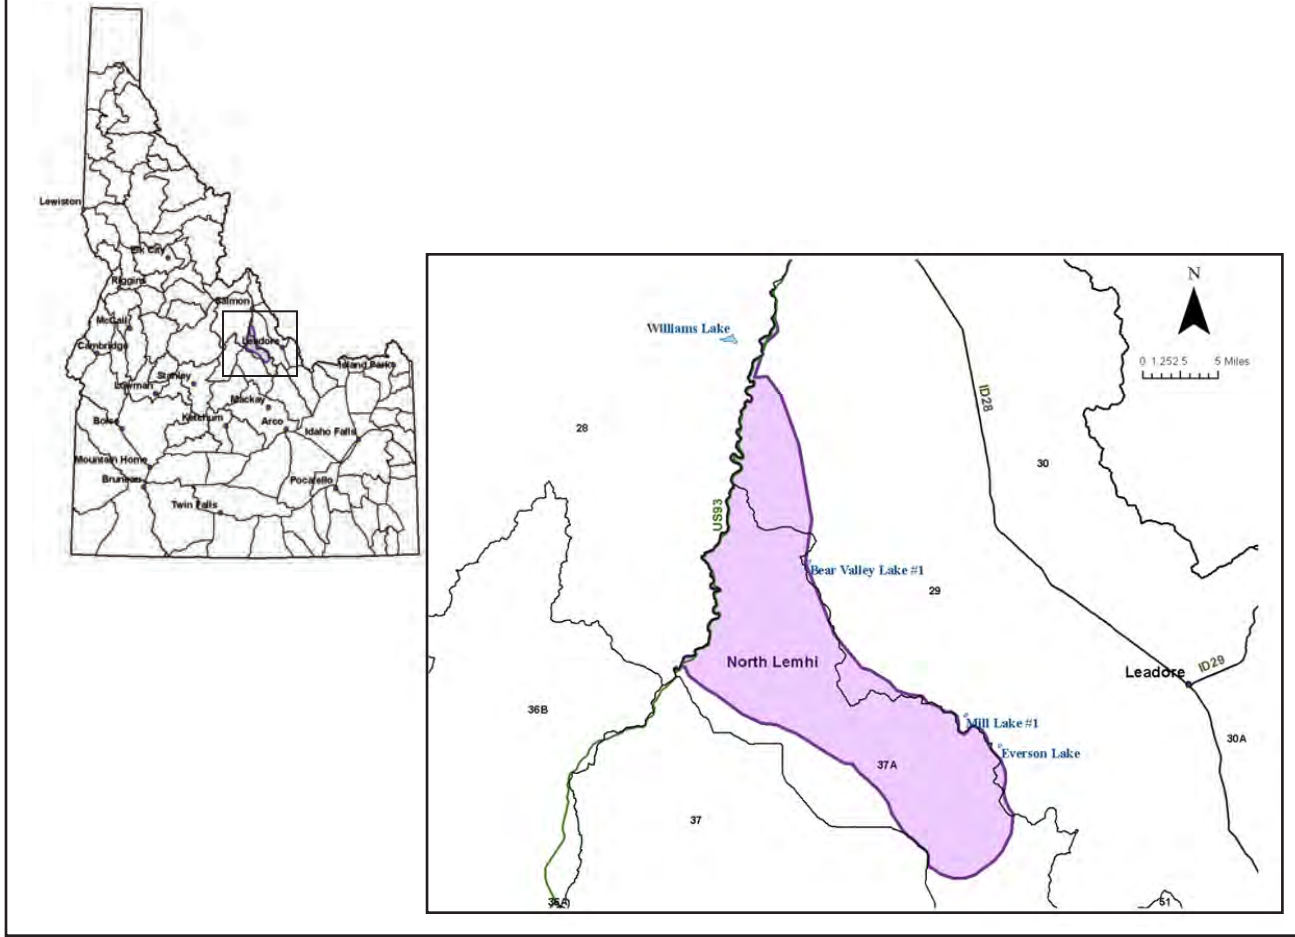 Lewiston
Elk City
Riggins
Salmon
McCall
Leadore
Cambridge
Island Park
Stanley
Lowman
Mackay
Ketchum
Boise
Arco
Idaho Falls
Mountain Home
Bruneau
Pocatello
Twin Falls
N
Williams Lake
0 1.252.5 5 Miles
ID28
28
30
US93
Bear Valley Lake #1
29
North Lemhi
ID29
Leadore
36B
Mill Lake #1
30A
Everson Lake
37A
37
36A
51